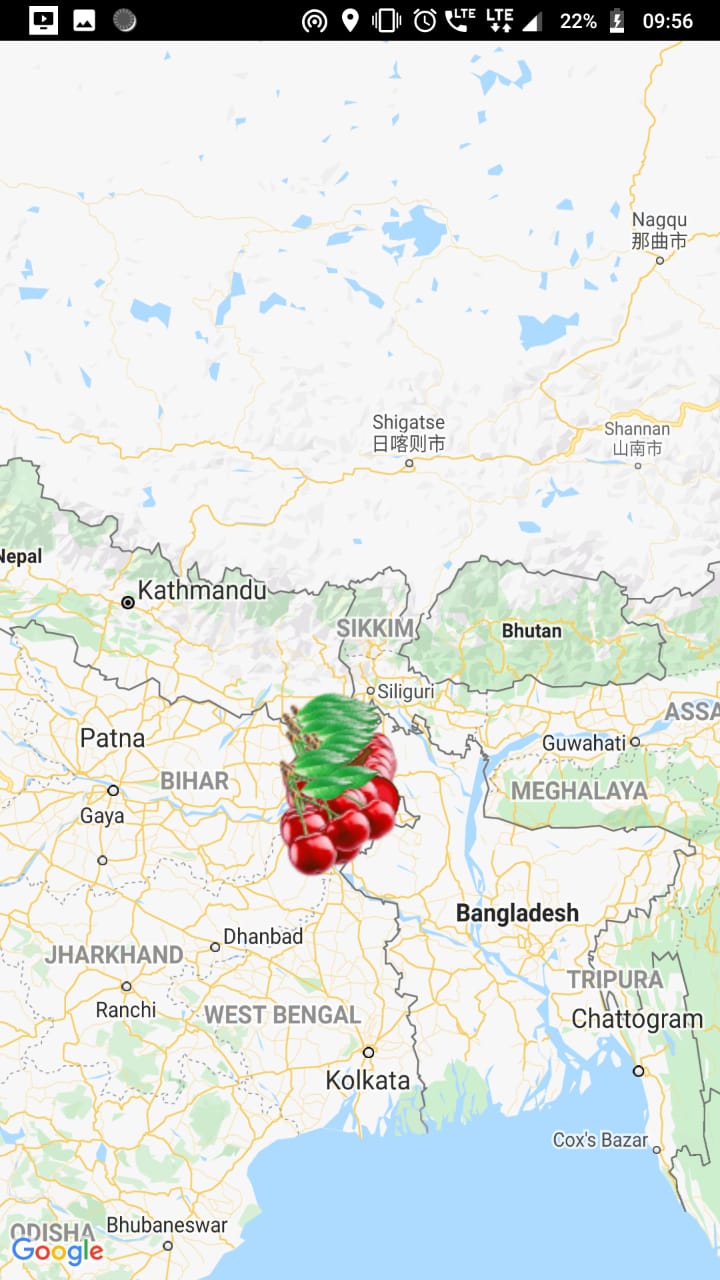 LTE LTE 22% 09:56
Nagqu
那曲市
Shigatse
日喀则市
Shannan
山南市
Nepal
Kathmandu
SIKKIM
Bhutan
Siliguri
ASSA
Patna
Guwahati
BIHAR
MEGHALAYA
Gaya
Bangladesh
Dhanbad
JHARKHAND
TRIPURA
Ranchi
WEST BENGAL
Chattogram
Kolkata
Cox's Bazar
ODISHA
Bhubaneswar
Google